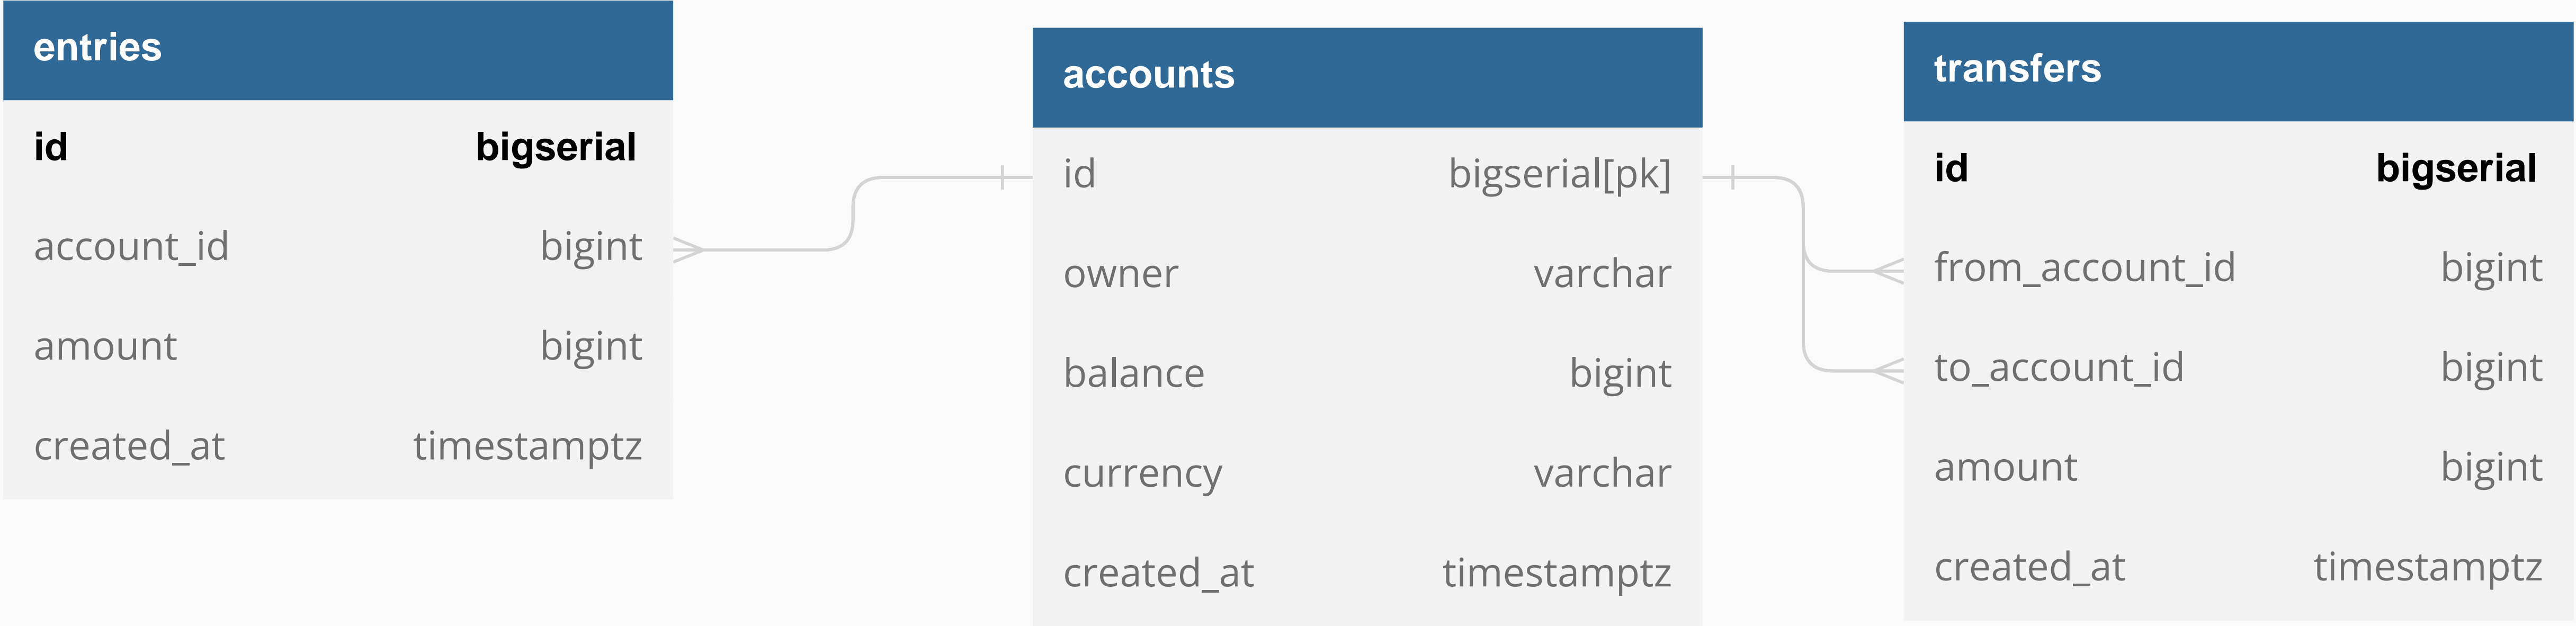 entries
id bigserial
account_id bigint
amount bigint
created_at timestamptz
accounts
id bigserial[pk]
owner varchar
balance bigint
currency varchar
created_at timestamptz
transfers
id bigserial
from_account_id bigint
to_account_id bigint
amount bigint
created_at timestamptz